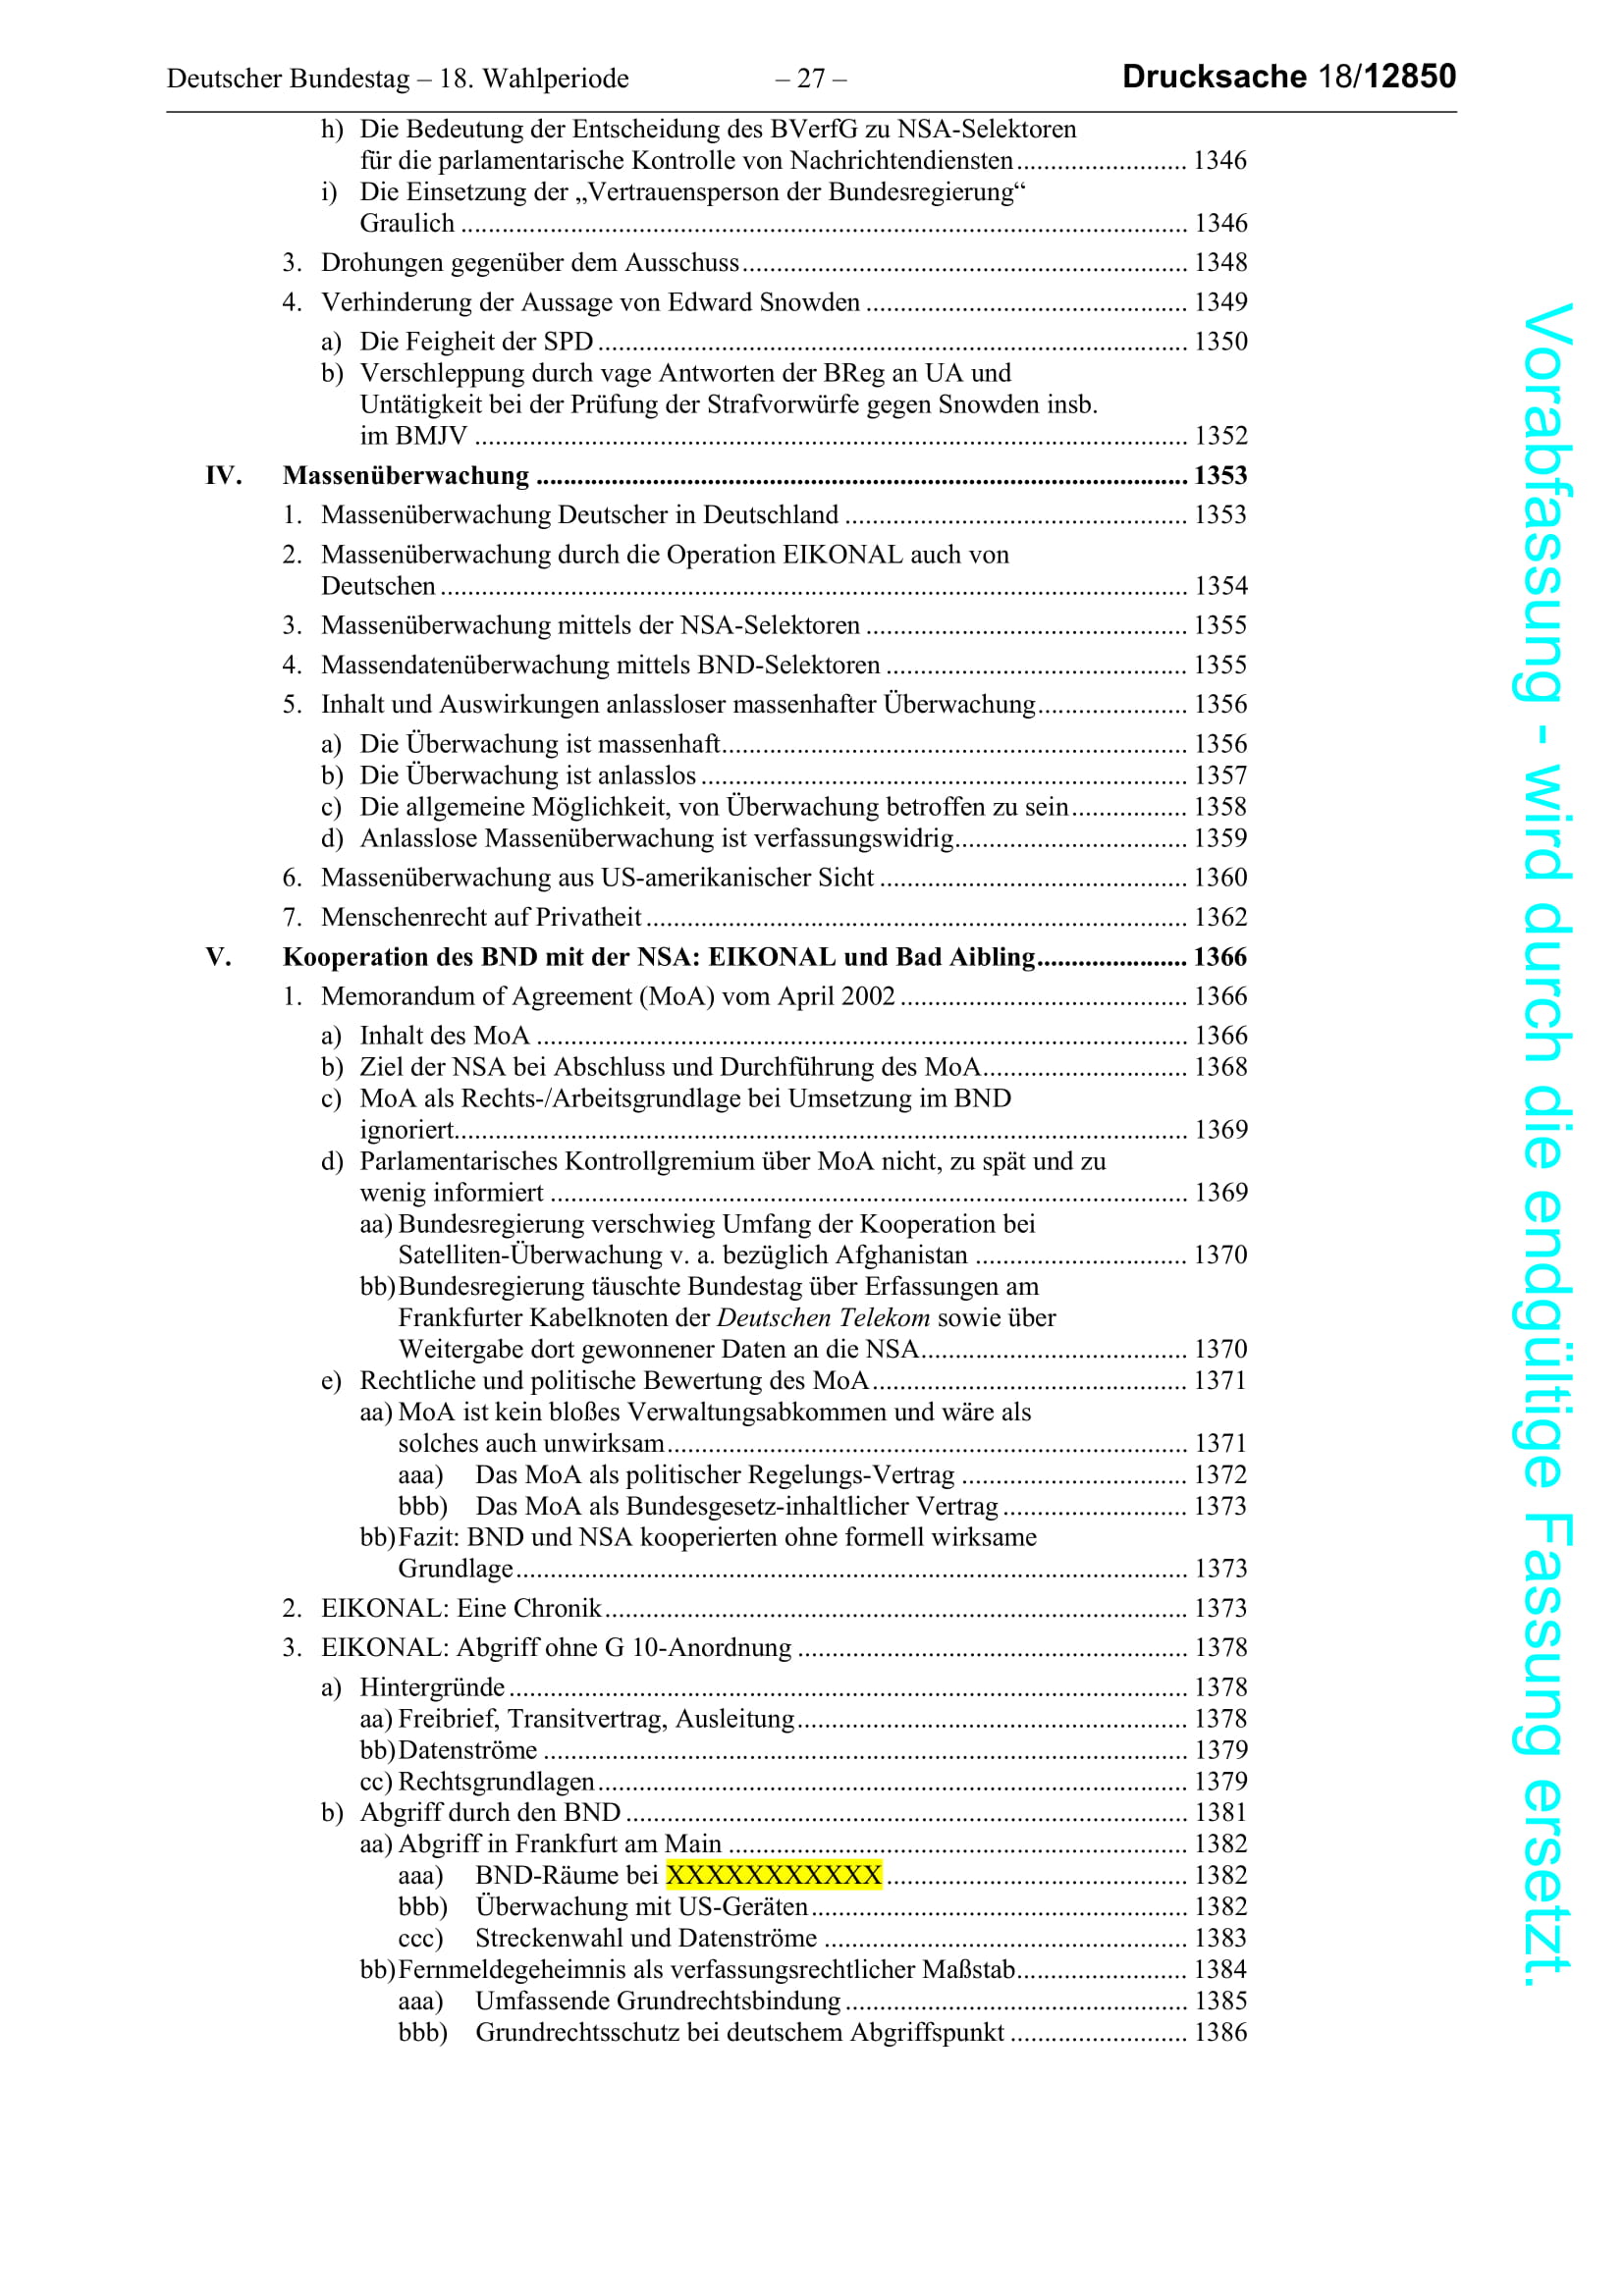 Deutscher Bundestag – 18. Wahlperiode – 27 – Drucksache 18/12850
h) Die Bedeutung der Entscheidung des BVerfG zu NSA-Selektoren
für die parlamentarische Kontrolle von Nachrichtendiensten ......................... 1346
i) Die Einsetzung der „Vertrauensperson der Bundesregierung“
Graulich .......................................................................................................... 1346
3. Drohungen gegenüber dem Ausschuss ................................................................. 1348
4. Verhinderung der Aussage von Edward Snowden ............................................... 1349
a) Die Feigheit der SPD ...................................................................................... 1350
b) Verschleppung durch vage Antworten der BReg an UA und
Untätigkeit bei der Prüfung der Strafvorwürfe gegen Snowden insb.
im BMJV ........................................................................................................ 1352
IV. Massenüberwachung ................................................................................................ 1353
1. Massenüberwachung Deutscher in Deutschland .................................................. 1353
2. Massenüberwachung durch die Operation EIKONAL auch von
Deutschen ............................................................................................................. 1354
3. Massenüberwachung mittels der NSA-Selektoren ............................................... 1355
4. Massendatenüberwachung mittels BND-Selektoren ............................................ 1355
5. Inhalt und Auswirkungen anlassloser massenhafter Überwachung ...................... 1356
a) Die Überwachung ist massenhaft .................................................................... 1356
b) Die Überwachung ist anlasslos ....................................................................... 1357
c) Die allgemeine Möglichkeit, von Überwachung betroffen zu sein ................. 1358
d) Anlasslose Massenüberwachung ist verfassungswidrig .................................. 1359
6. Massenüberwachung aus US-amerikanischer Sicht ............................................. 1360
7. Menschenrecht auf Privatheit ............................................................................... 1362
V. Kooperation des BND mit der NSA: EIKONAL und Bad Aibling ...................... 1366
1. Memorandum of Agreement (MoA) vom April 2002 .......................................... 1366
a) Inhalt des MoA ............................................................................................... 1366
b) Ziel der NSA bei Abschluss und Durchführung des MoA .............................. 1368
c) MoA als Rechts-/Arbeitsgrundlage bei Umsetzung im BND
ignoriert ........................................................................................................... 1369
d) Parlamentarisches Kontrollgremium über MoA nicht, zu spät und zu
wenig informiert ............................................................................................. 1369
aa) Bundesregierung verschwieg Umfang der Kooperation bei
Satelliten-Überwachung v. a. bezüglich Afghanistan ............................... 1370
bb) Bundesregierung täuschte Bundestag über Erfassungen am
Frankfurter Kabelknoten der Deutschen Telekom sowie über
Weitergabe dort gewonnener Daten an die NSA ....................................... 1370
e) Rechtliche und politische Bewertung des MoA .............................................. 1371
aa) MoA ist kein bloßes Verwaltungsabkommen und wäre als
solches auch unwirksam ............................................................................ 1371
aaa) Das MoA als politischer Regelungs-Vertrag ................................. 1372
bbb) Das MoA als Bundesgesetz-inhaltlicher Vertrag ........................... 1373
bb) Fazit: BND und NSA kooperierten ohne formell wirksame
Grundlage .................................................................................................. 1373
2. EIKONAL: Eine Chronik ..................................................................................... 1373
3. EIKONAL: Abgriff ohne G 10-Anordnung ......................................................... 1378
a) Hintergründe ................................................................................................... 1378
aa) Freibrief, Transitvertrag, Ausleitung ......................................................... 1378
bb) Datenströme .............................................................................................. 1379
cc) Rechtsgrundlagen ...................................................................................... 1379
b) Abgriff durch den BND .................................................................................. 1381
aa) Abgriff in Frankfurt am Main ................................................................... 1382
aaa) BND-Räume bei XXXXXXXXXXX ............................................ 1382
bbb) Überwachung mit US-Geräten ....................................................... 1382
ccc) Streckenwahl und Datenströme ..................................................... 1383
bb) Fernmeldegeheimnis als verfassungsrechtlicher Maßstab ......................... 1384
aaa) Umfassende Grundrechtsbindung .................................................. 1385
bbb) Grundrechtsschutz bei deutschem Abgriffspunkt .......................... 1386
Vorabfassung - wird durch die endgültige Fassung ersetzt.